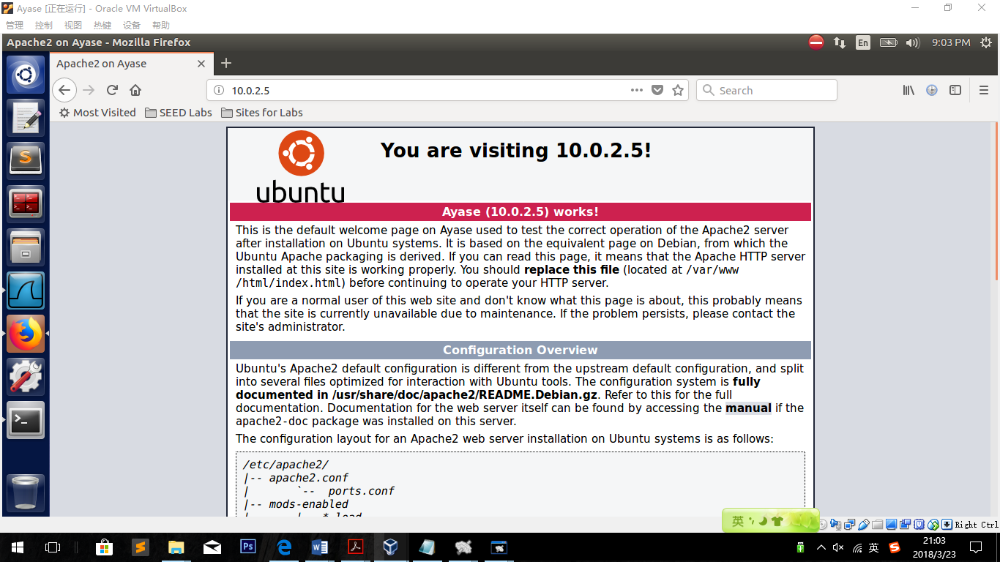 Ayase [正在运行] - Oracle VM VirtualBox
管理 控制 视图 热键 设备 帮助
Apache2 on Ayase - Mozilla Firefox
En
9:03 PM
Apache2 on Ayase
10.0.2.5
Search
Most Visited SEED Labs Sites for Labs
ubuntu
You are visiting 10.0.2.5!
Ayase (10.0.2.5) works!
This is the default welcome page on Ayase used to test the correct operation of the Apache2 server
after installation on Ubuntu systems. It is based on the equivalent page on Debian, from which the
Ubuntu Apache packaging is derived. If you can read this page, it means that the Apache HTTP server
installed at this site is working properly. You should replace this file (located at /var/www
/html/index.html) before continuing to operate your HTTP server.
If you are a normal user of this web site and don't know what this page is about, this probably means
that the site is currently unavailable due to maintenance. If the problem persists, please contact the
site's administrator.
Configuration Overview
Ubuntu's Apache2 default configuration is different from the upstream default configuration, and split
into several files optimized for interaction with Ubuntu tools. The configuration system is fully
documented in /usr/share/doc/apache2/README.Debian.gz. Refer to this for the full
documentation. Documentation for the web server itself can be found by accessing the manual if the
apache2-doc package was installed on this server.
The configuration layout for an Apache2 web server installation on Ubuntu systems is as follows:
/etc/apache2/
|-- apache2.conf
|       `--  ports.conf
|-- mods-enabled
英
Right Ctrl
Ps
英
21:03
2018/3/23